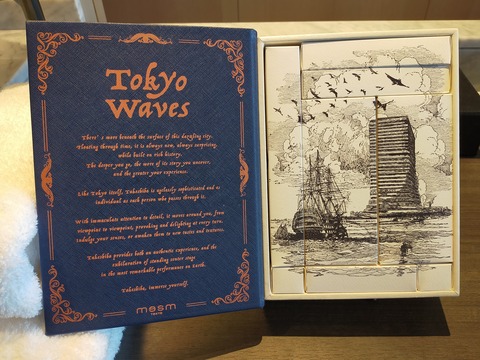 Tokyo
Waves
There's more beneath the surface of this dazzling city.
Floating through time, it is always new, always surprising,
while built on rich history.
The deeper you go, the more of its story you uncover,
and the greater your experience.
Like Tokyo itself, Takeshiba is aglessly sophisticated and as
individual as each person who passes through it.
With immaculate attention to detail, it moves around you, from
viewpoint to viewpoint, provoking and delighting at every turn.
Indulge your senses, or awaken them to new tastes and textures.
Takeshiba provides both an authentic experience, and the
exhilaration of standing center stage
in the most remarkable performance on Earth.
Takeshiba, immerse yourself.
mesm
TOKYO